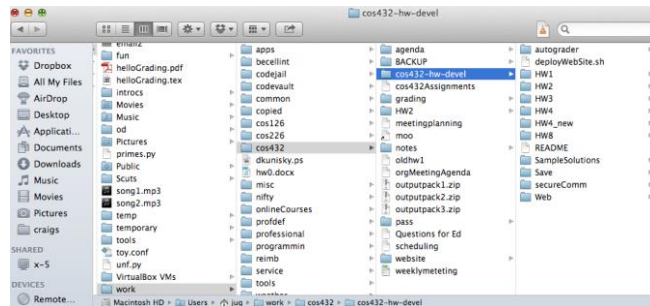 cos432-hw-devel
FAVORITES
Dropbox
All My Files
AirDrop
Desktop
Applicati...
Documents
Downloads
Music
Movies
Pictures
craigs
SHARED
x-5
DEVICES
Remote...
email2
fun
helloGrading.pdf
helloGrading.tex
introcs
Movies
Music
od
Pictures
primes.py
Public
Scuts
song1.mp3
song2.mp3
temp
temporary
tools
toy.conf
unf.py
VirtualBox VMs
work
apps
becellint
codejail
codevault
common
copied
cos126
cos226
cos432
dkunisky.ps
hw0.docx
misc
nifty
onlineCourses
profdef
professional
programmin
reimb
service
tools
agenda
BACKUP
cos432-hw-devel
cos432Assignments
grading
HW2
meetingplanning
moo
notes
oldhw1
orgMeetingAgenda
outputpack1.zip
outputpack2.zip
outputpack3.zip
pass
Questions for Ed
scheduling
website
weeklymeteting
autograder
deployWebSite.sh
HW1
HW2
HW3
HW4
HW4_new
HW8
README
SampleSolutions
Save
secureComm
Web
Macintosh HD
Users
jug
work
cos432
cos432-hw-devel